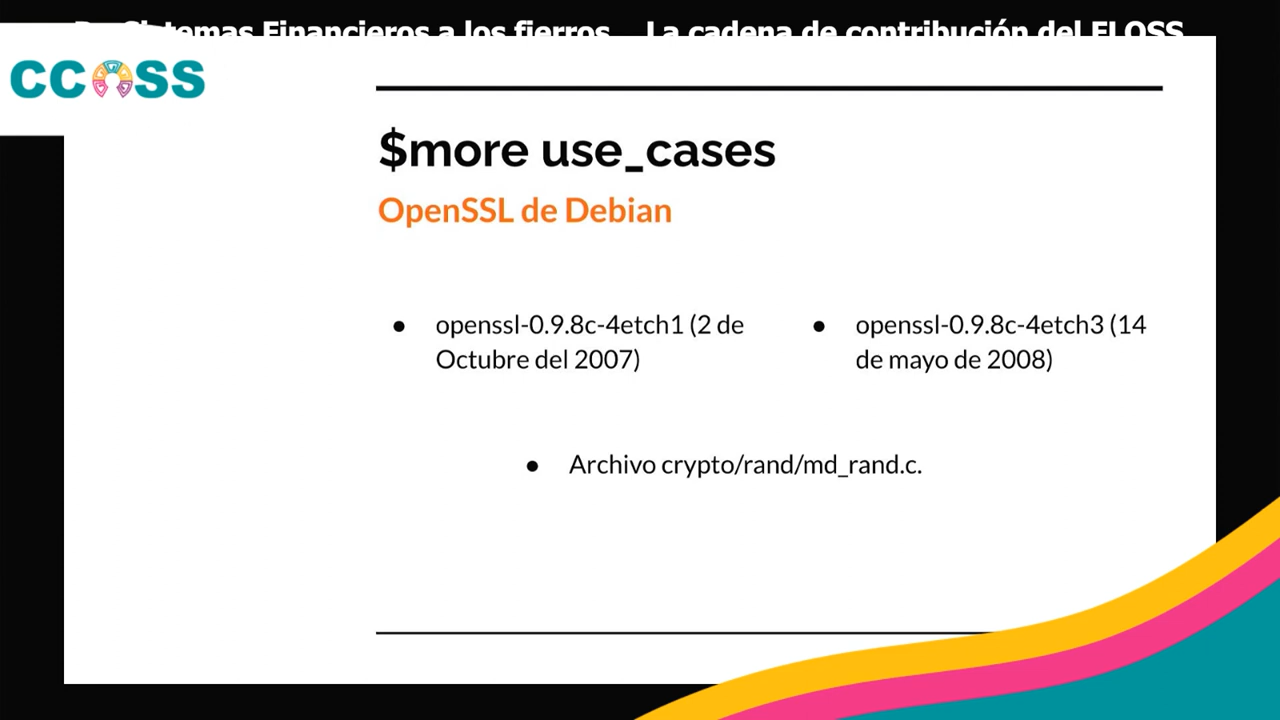 De Sistemas Financieros a los fierros... La cadena de contribución del FLOSS
CCOSS
$more use_cases
OpenSSL de Debian
● openssl-0.9.8c-4etch1 (2 de
Octubre del 2007)
● openssl-0.9.8c-4etch3 (14
de mayo de 2008)
● Archivo crypto/rand/md_rand.c.